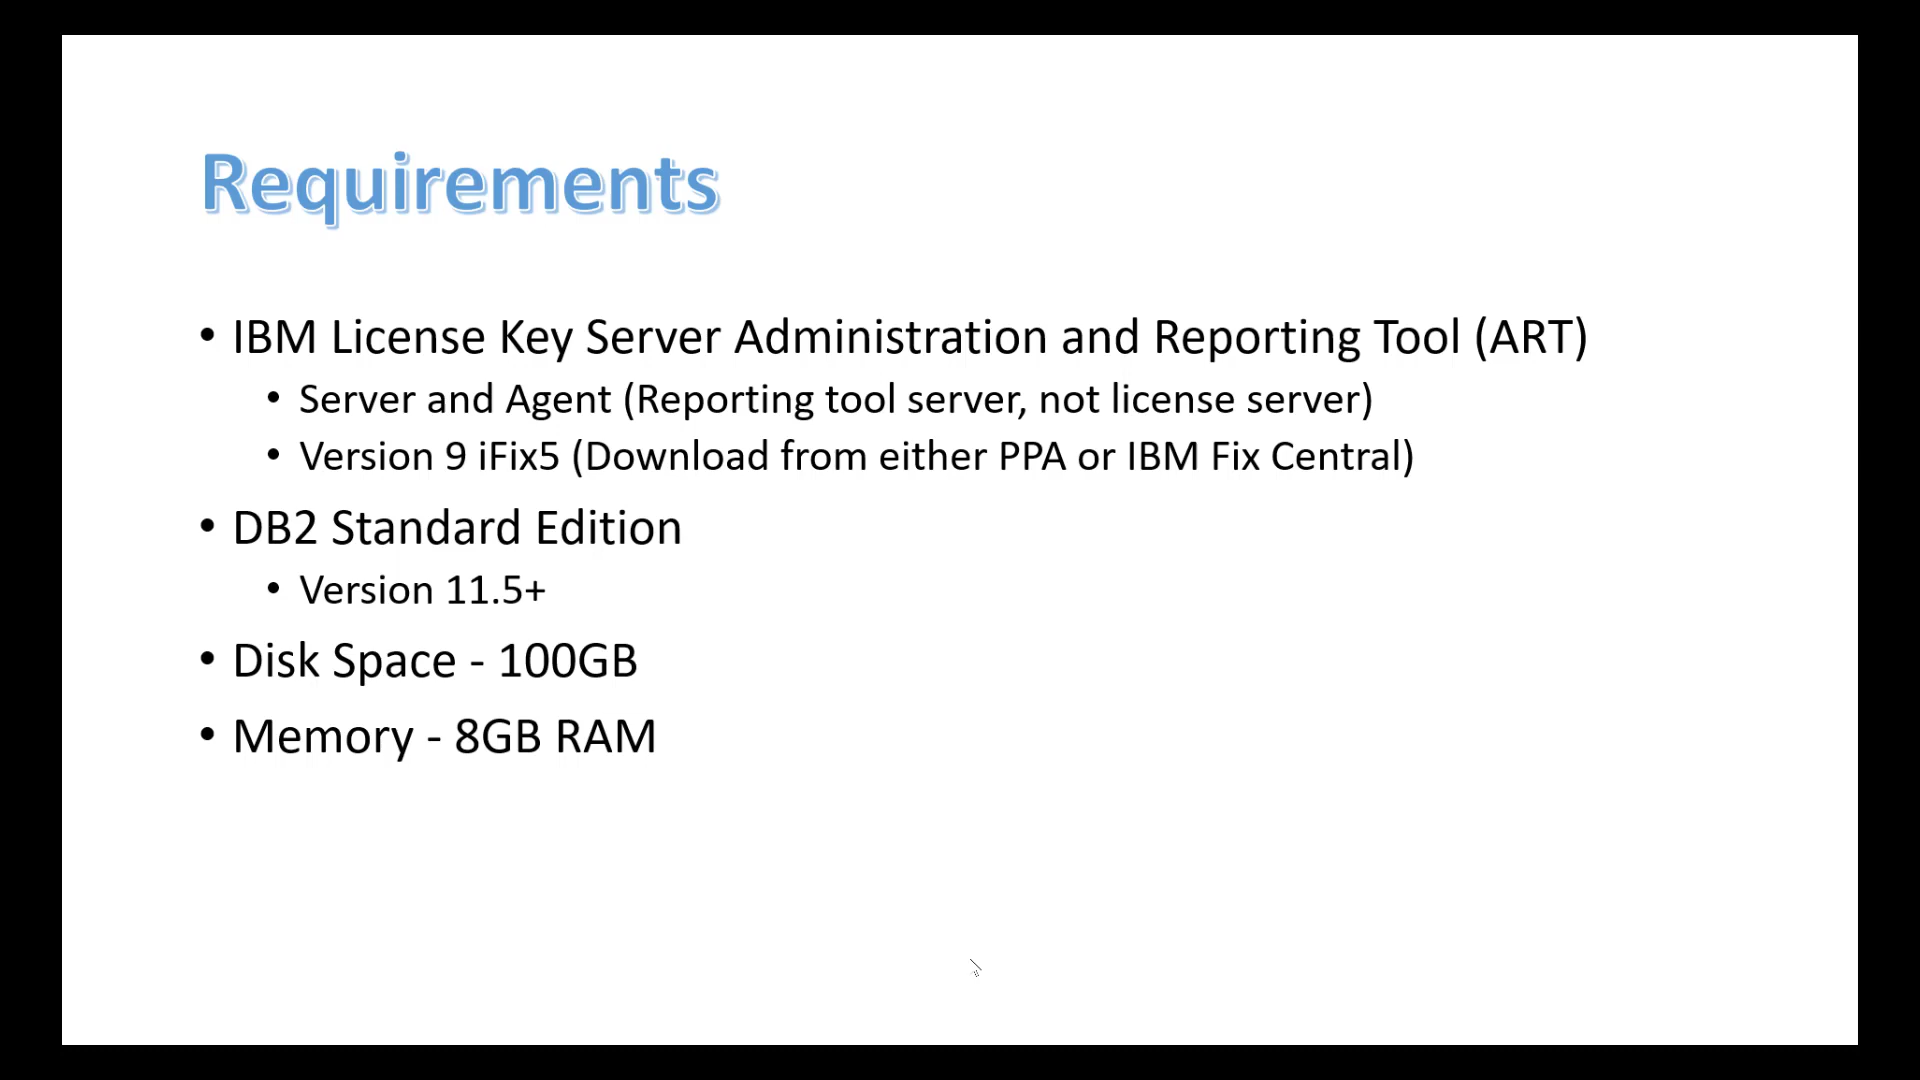 Requirements
• IBM License Key Server Administration and Reporting Tool (ART)
• Server and Agent (Reporting tool server, not license server)
• Version 9 iFix5 (Download from either PPA or IBM Fix Central)
• DB2 Standard Edition
• Version 11.5+
• Disk Space - 100GB
• Memory - 8GB RAM